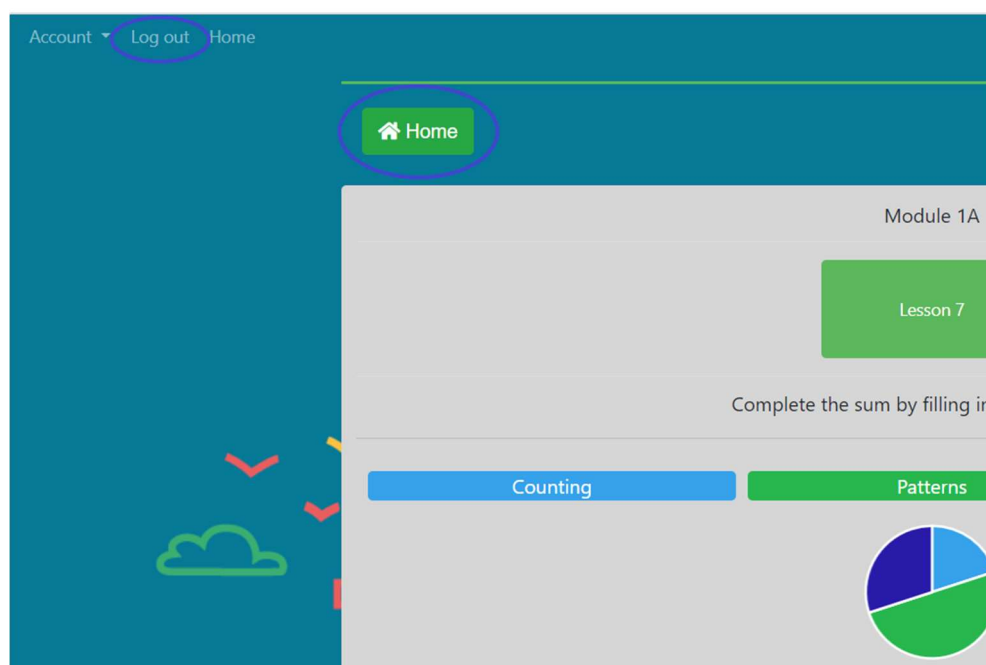 Account Log out Home
Home
Module 1A
Lesson 7
Complete the sum by filling
Counting Patterns